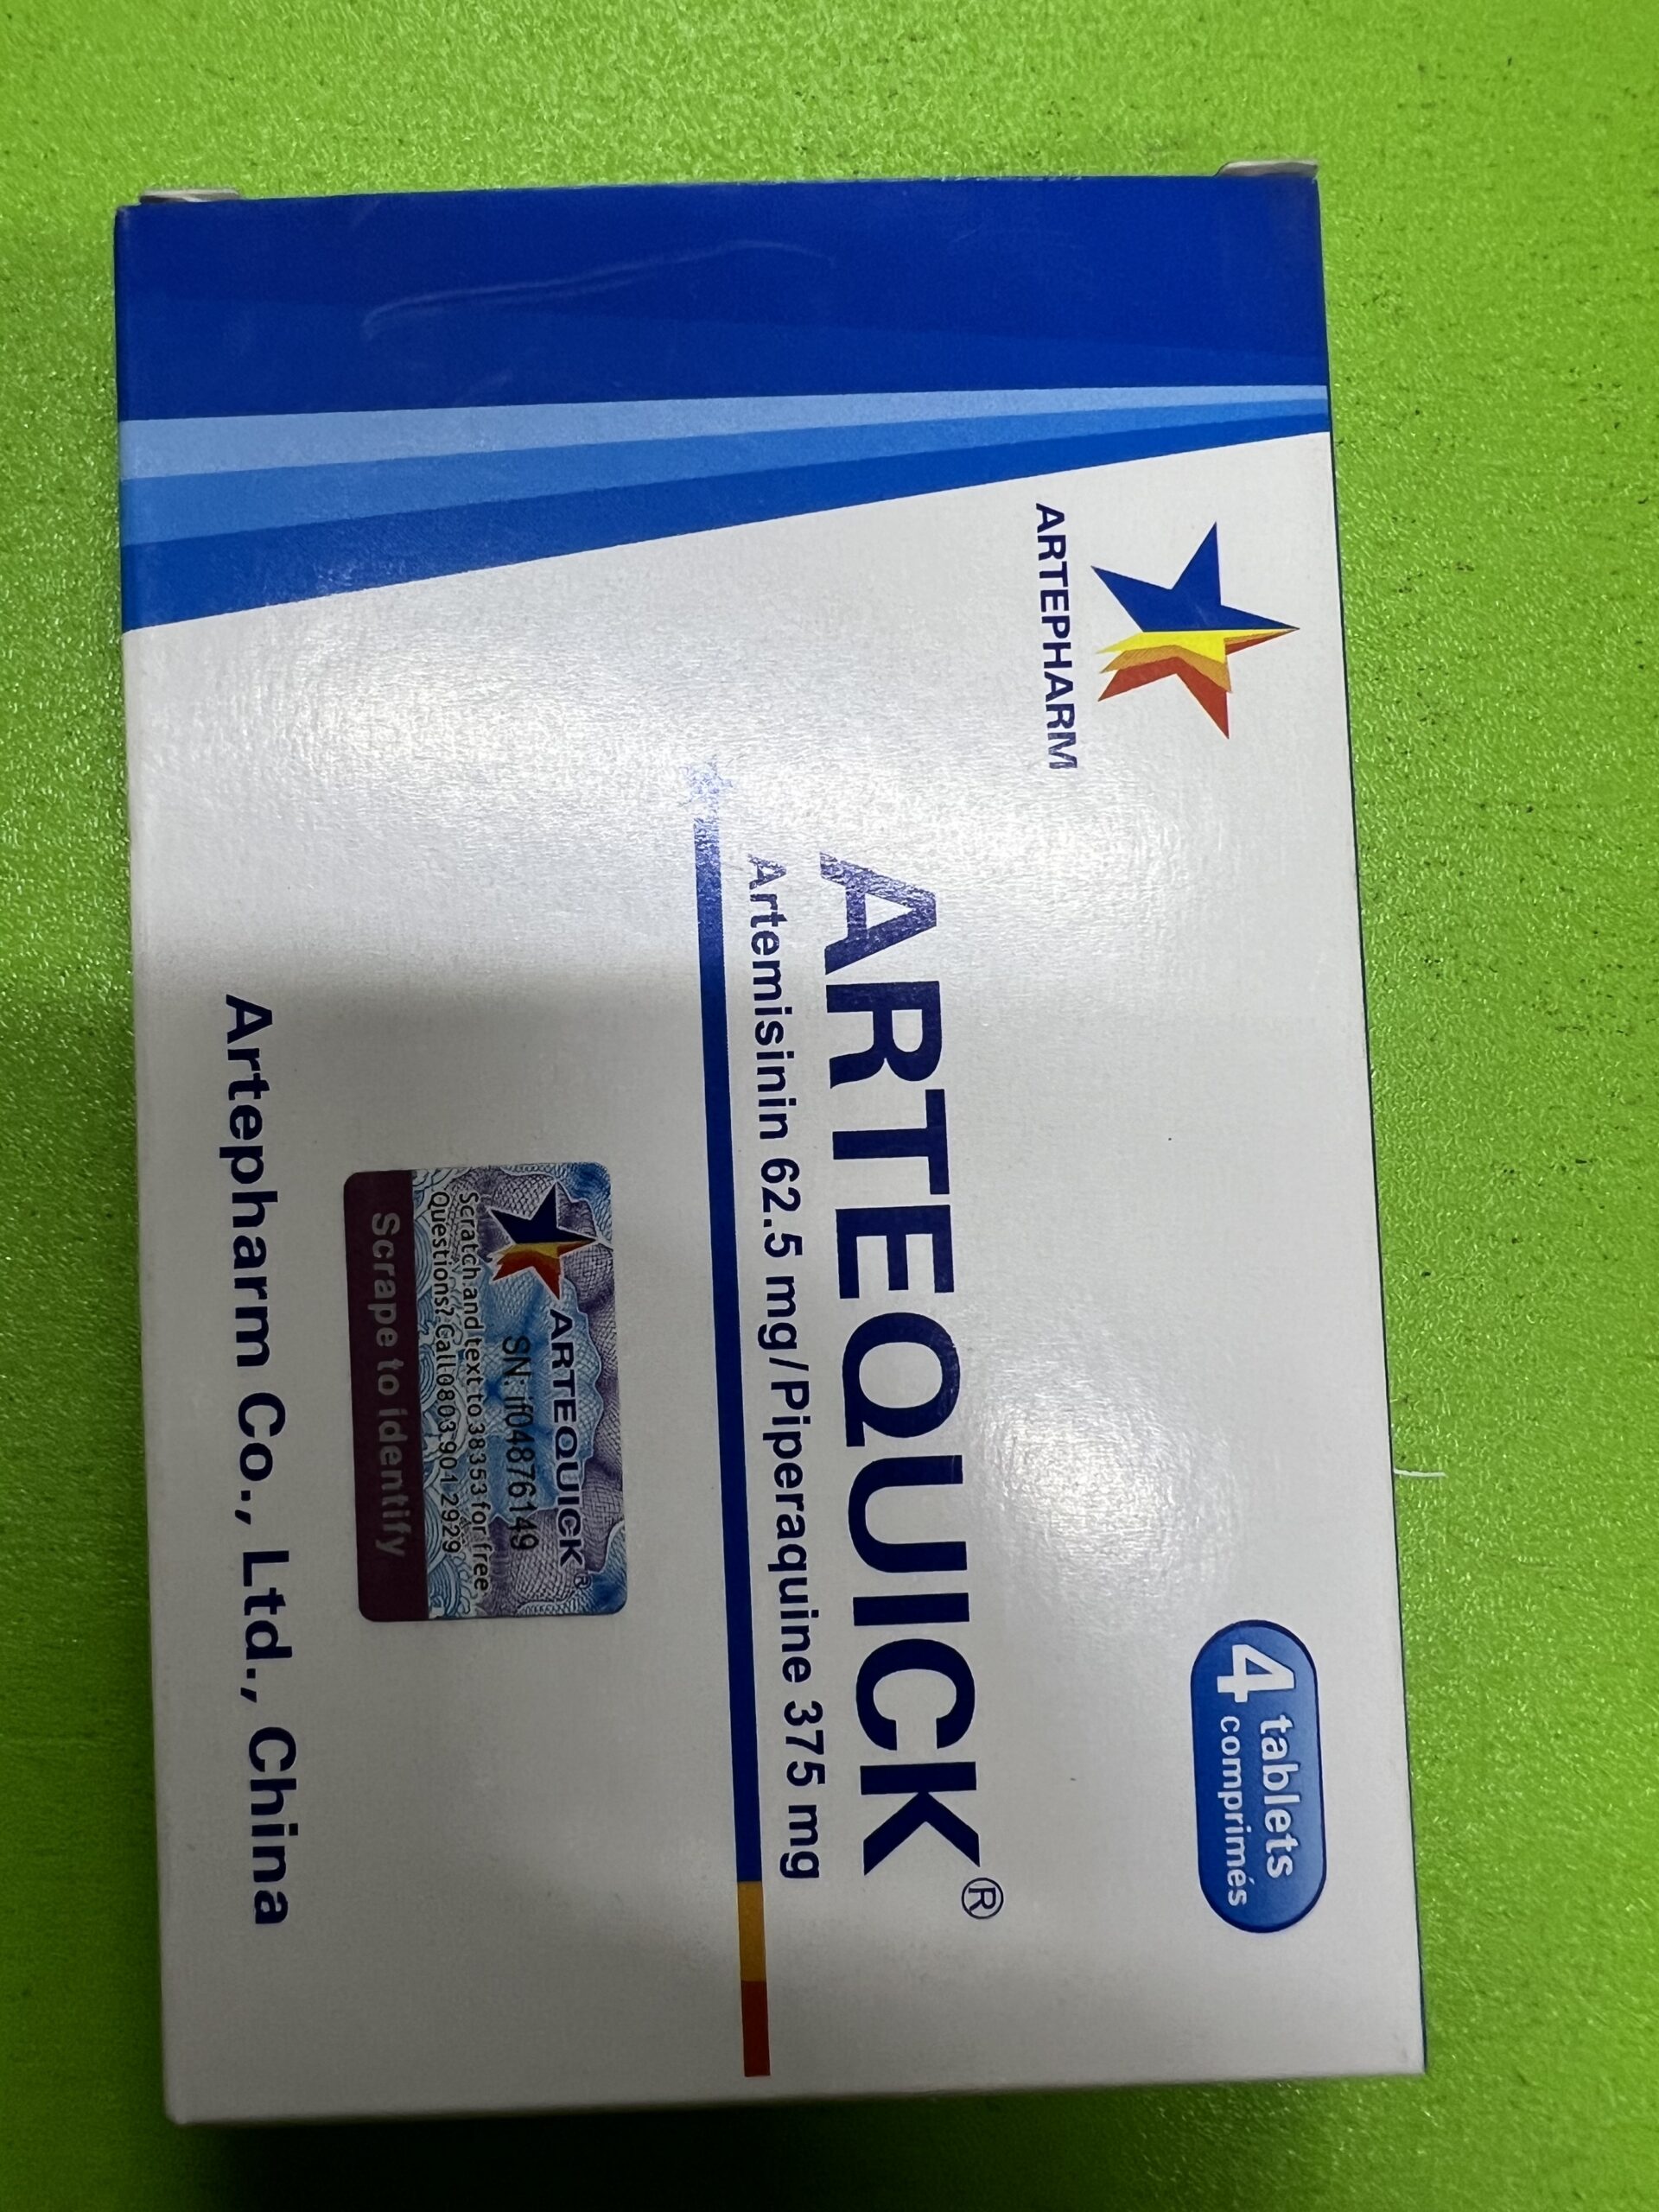 ARTEPHARM
4 tablets
comprimés
ARTEQUICK®
Artemisinin 62.5 mg/Piperaquine 375 mg
ARTEQUICK®
SN: jf04876149
Scratch and text to 38353 for free
Questions? Call 0803 901 2929
Scrape to identify
Artepharm Co., Ltd., China